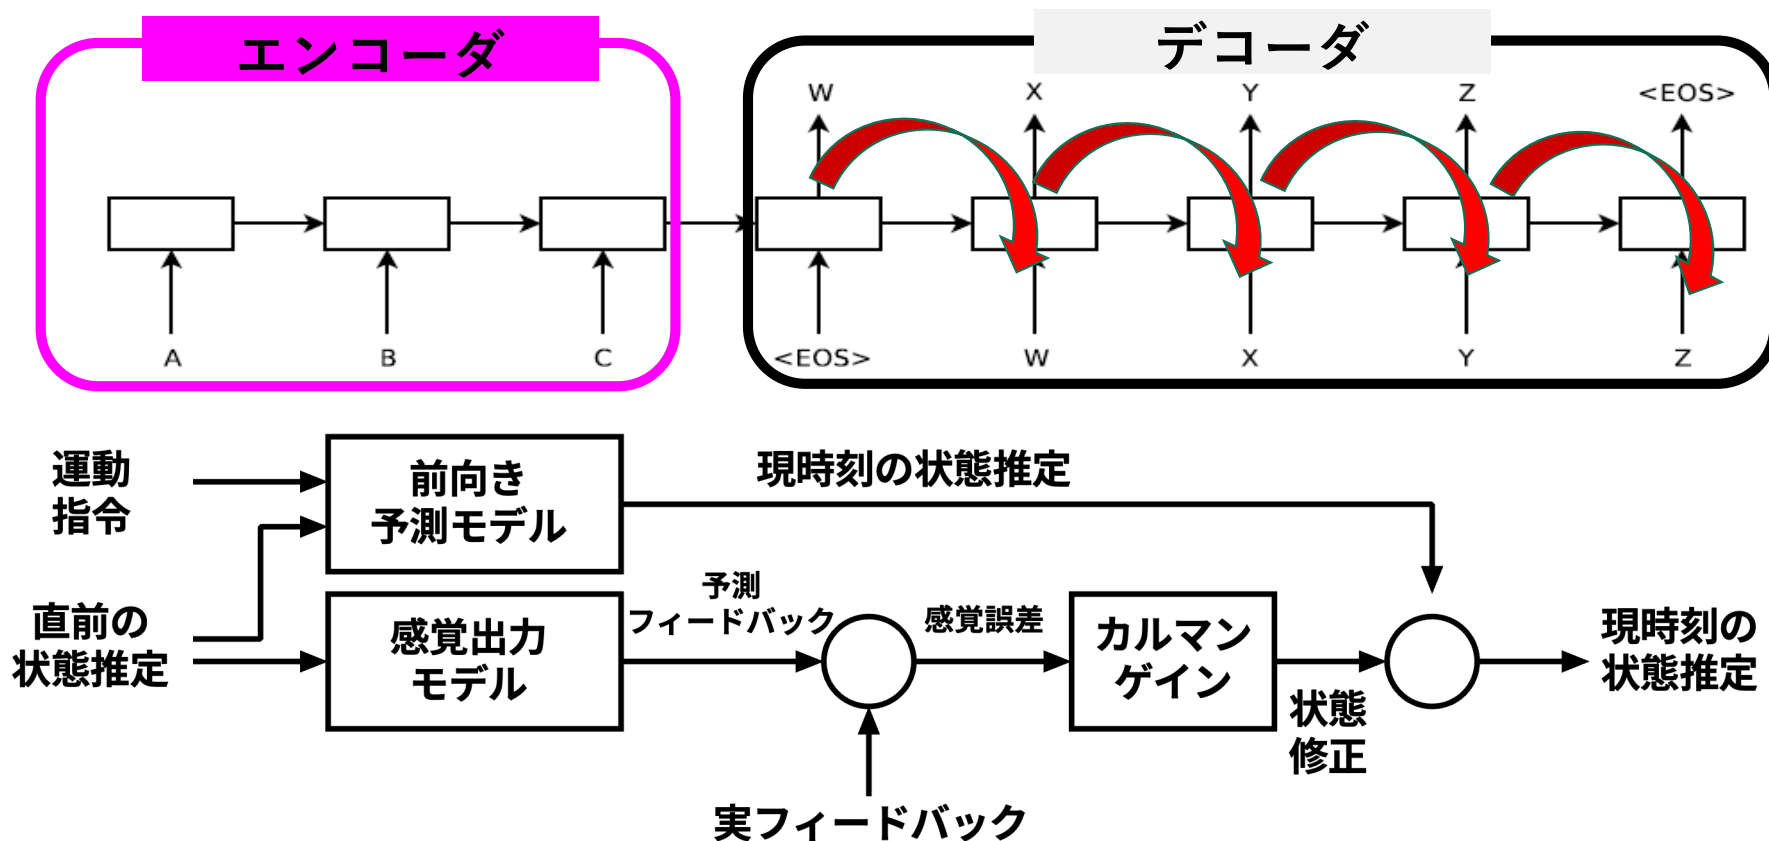 エンコーダ
デコーダ
W
X
Y
Z
<EOS>
A
B
C
<EOS>
W
X
Y
Z
運動
指令
前向き
予測モデル
現時刻の状態推定
直前の
状態推定
感覚出力
モデル
予測
フィードバック
感覚誤差
カルマン
ゲイン
状態
修正
現時刻の
状態推定
実フィードバック